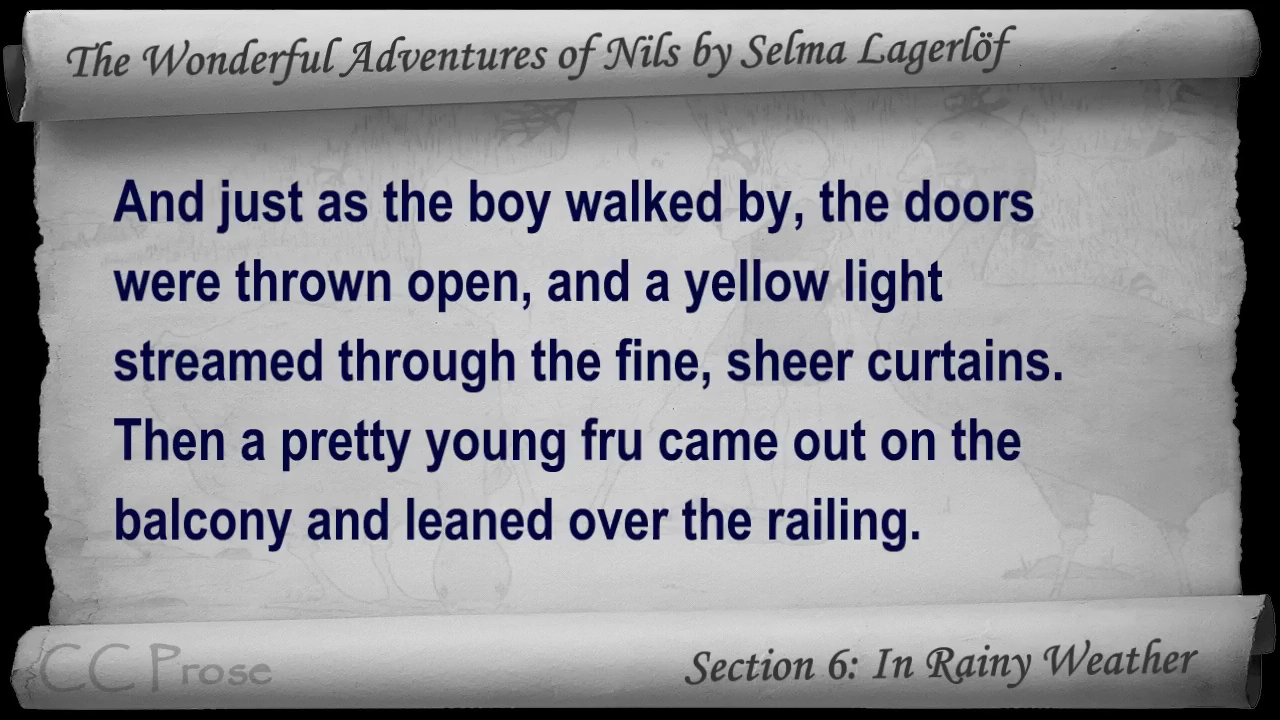 The Wonderful Adventures of Nils by Selma Lagerlöf
And just as the boy walked by, the doors
were thrown open, and a yellow light
streamed through the fine, sheer curtains.
Then a pretty young fru came out on the
balcony and leaned over the railing.
CC Prose
Section 6: In Rainy Weather